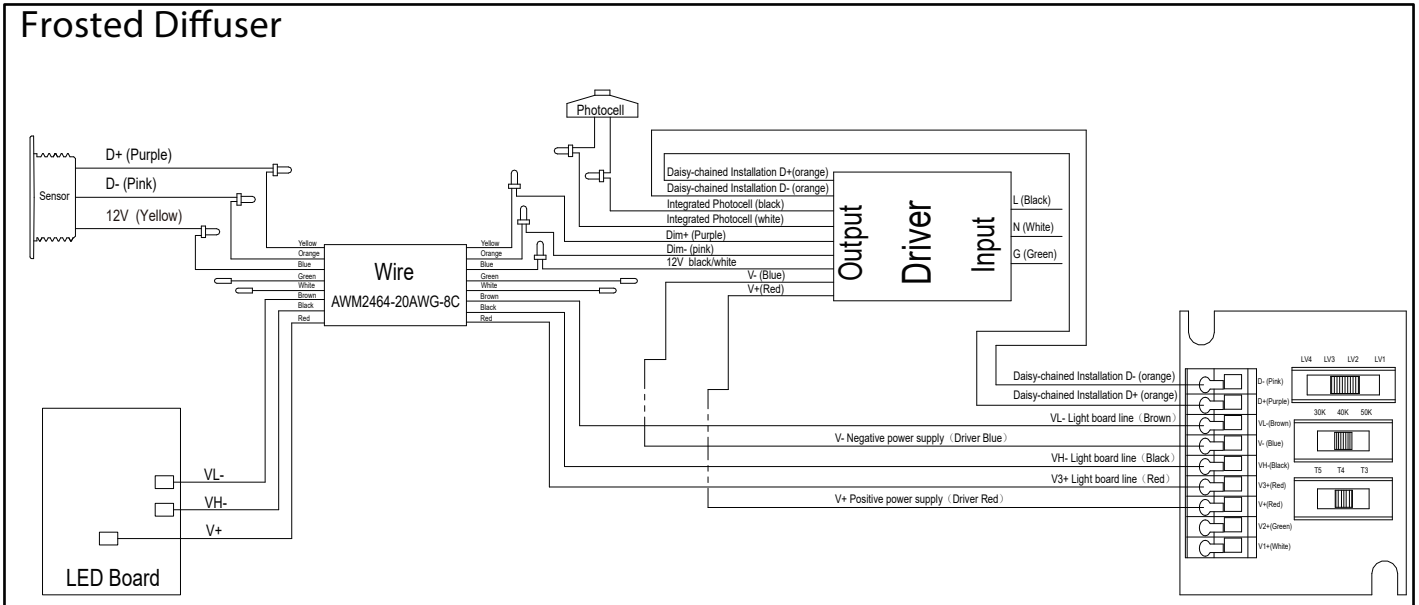 Frosted Diffuser
Photocell
Sensor
D+ (Purple)
D- (Pink)
12V (Yellow)
Yellow
Orange
Blue
Green
White
Brown
Black
Red
Wire
AWM2464-20AWG-8C
Yellow
Orange
Blue
Green
White
Brown
Black
Red
Daisy-chained Installation D+(orange)
Daisy-chained Installation D- (orange)
Integrated Photocell (black)
Integrated Photocell (white)
Dim+ (Purple)
Dim- (pink)
12V black/white
V- (Blue)
V+(Red)
Output
Driver
Input
L (Black)
N (White)
G (Green)
Daisy-chained Installation D- (orange)
Daisy-chained Installation D+ (orange)
VL- Light board line（Brown）
V- Negative power supply（Driver Blue）
VH- Light board line（Black）
V3+ Light board line（Red）
V+ Positive power supply（Driver Red）
D- (Pink)
D+(Purple)
VL-(Brown)
V- (Blue)
VH-(Black)
V3+(Red)
V+(Red)
V2+(Green)
V1+(White)
LV4 LV3 LV2 LV1
30K 40K 50K
T5 T4 T3
VL-
VH-
V+
LED Board